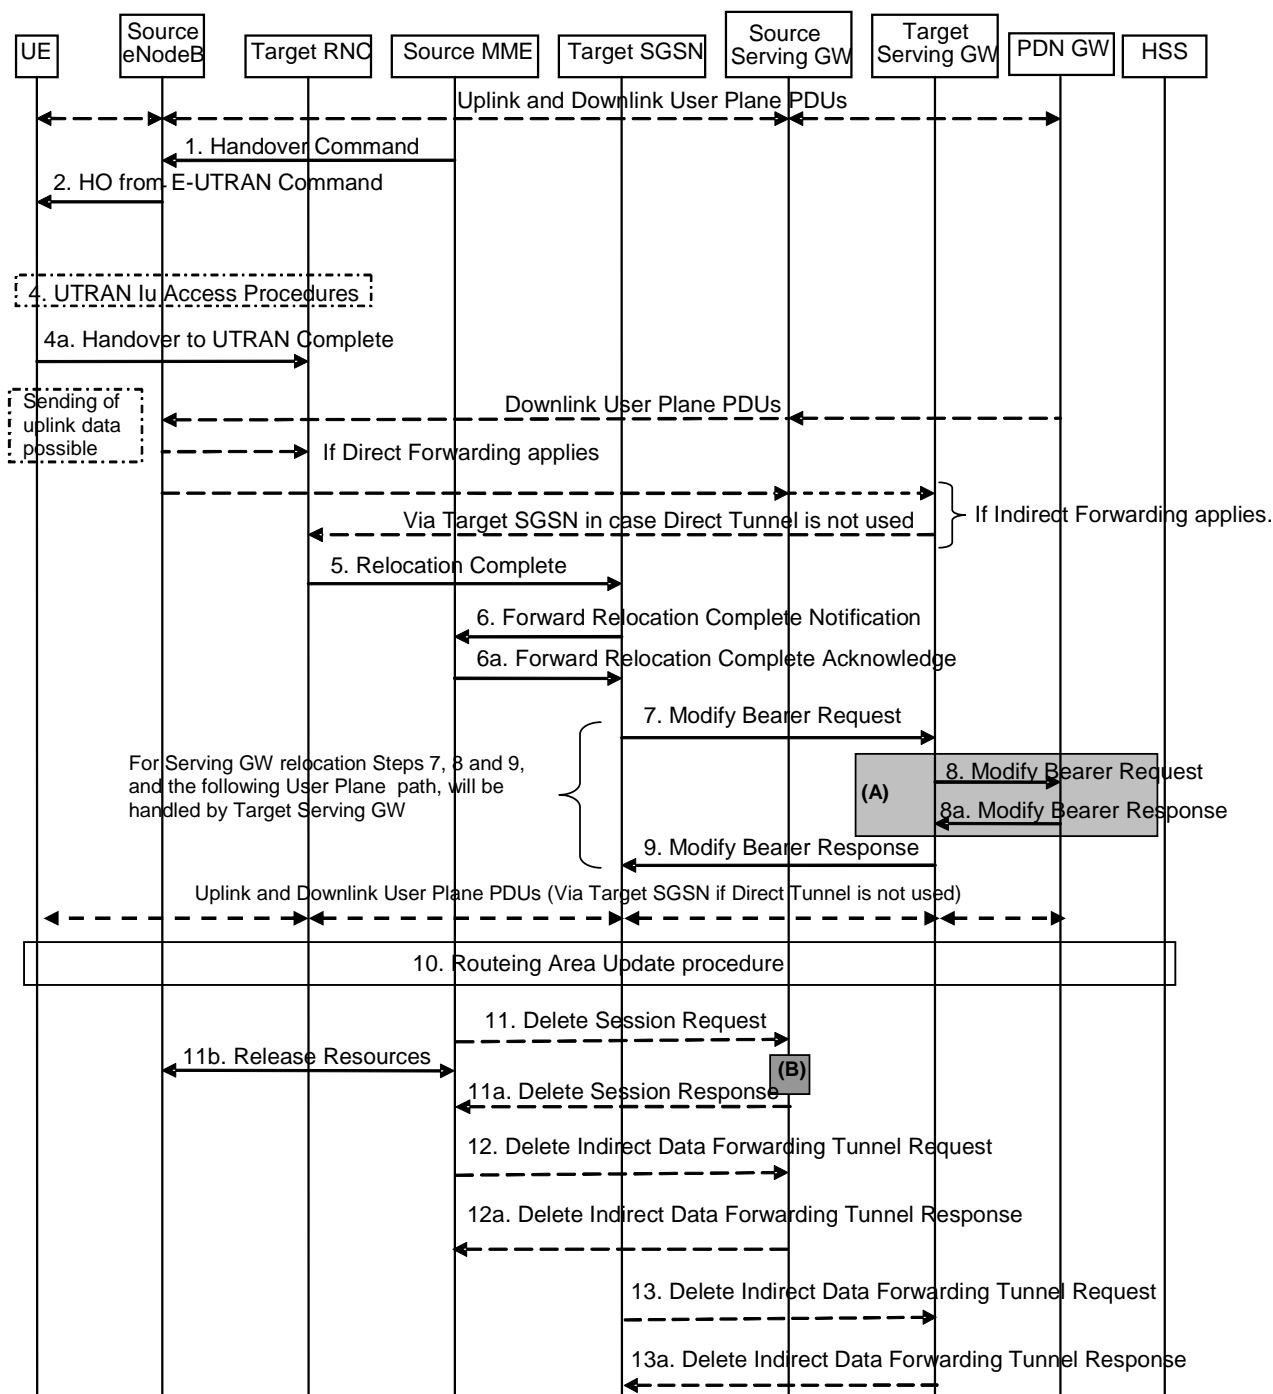 UE
Source
eNodeB
Target RNC
Source MME
Target SGSN
Source
Serving GW
Target
Serving GW
PDN GW
HSS
Uplink and Downlink User Plane PDUs
1. Handover Command
2. HO from E-UTRAN Command
4. UTRAN Iu Access Procedures
4a. Handover to UTRAN Complete
Sending of
uplink data
possible
Downlink User Plane PDUs
If Direct Forwarding applies
Via Target SGSN in case Direct Tunnel is not used
If Indirect Forwarding applies.
5. Relocation Complete
6. Forward Relocation Complete Notification
6a. Forward Relocation Complete Acknowledge
7. Modify Bearer Request
For Serving GW relocation Steps 7, 8 and 9,
and the following User Plane path, will be
handled by Target Serving GW
(A)
8. Modify Bearer Request
8a. Modify Bearer Response
9. Modify Bearer Response
Uplink and Downlink User Plane PDUs (Via Target SGSN if Direct Tunnel is not used)
10. Routeing Area Update procedure
11. Delete Session Request
11b. Release Resources
(B)
11a. Delete Session Response
12. Delete Indirect Data Forwarding Tunnel Request
12a. Delete Indirect Data Forwarding Tunnel Response
13. Delete Indirect Data Forwarding Tunnel Request
13a. Delete Indirect Data Forwarding Tunnel Response